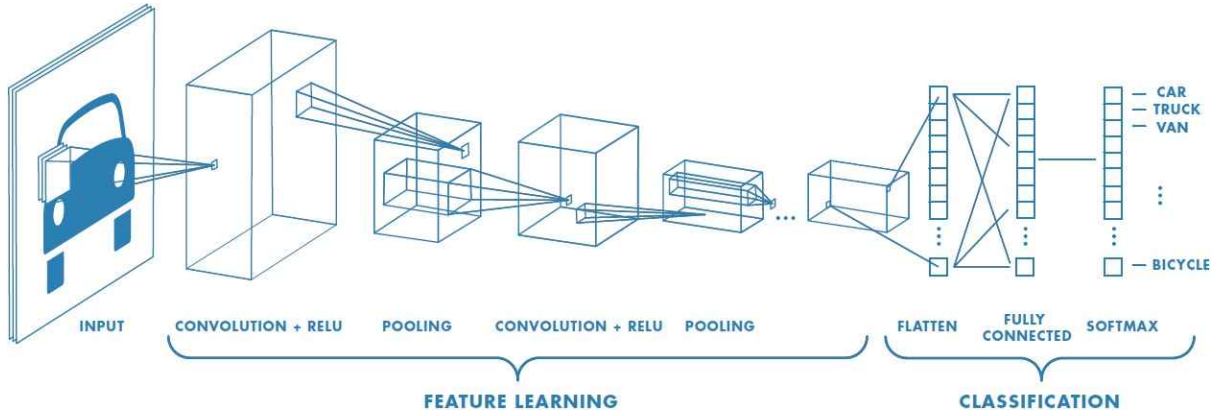 CAR
TRUCK
VAN
BICYCLE
INPUT
CONVOLUTION + RELU
POOLING
CONVOLUTION + RELU
POOLING
FLATTEN
FULLY
CONNECTED
SOFTMAX
FEATURE LEARNING
CLASSIFICATION